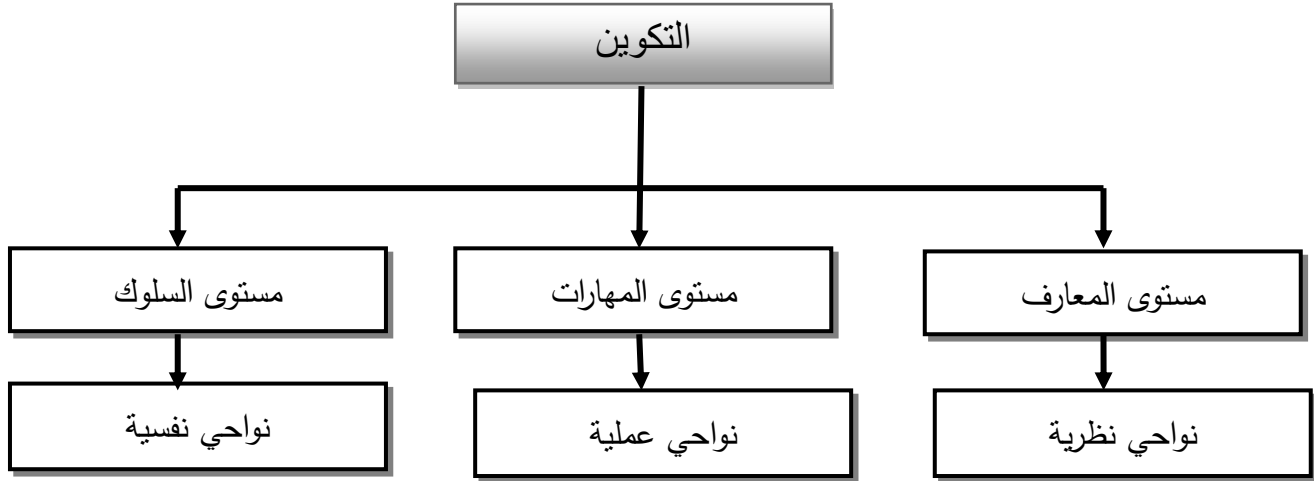 التكوين
مستوى المعارف
مستوى المهارات
مستوى السلوك
نواحي نظرية
نواحي عملية
نواحي نفسية